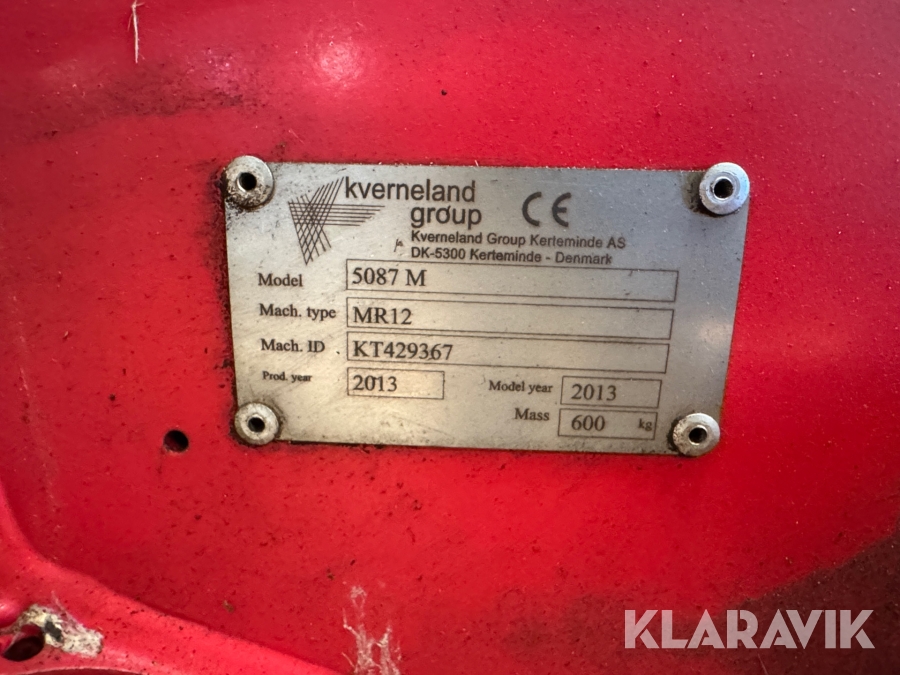 kverneland
group
CE
Kverneland Group Kerteminde AS
DK-5300 Kerteminde - Denmark
Model 5087 M
Mach. type MR12
Mach. ID KT429367
Prod. year 2013 Model year 2013
Mass 600 kg
KLARAVIK